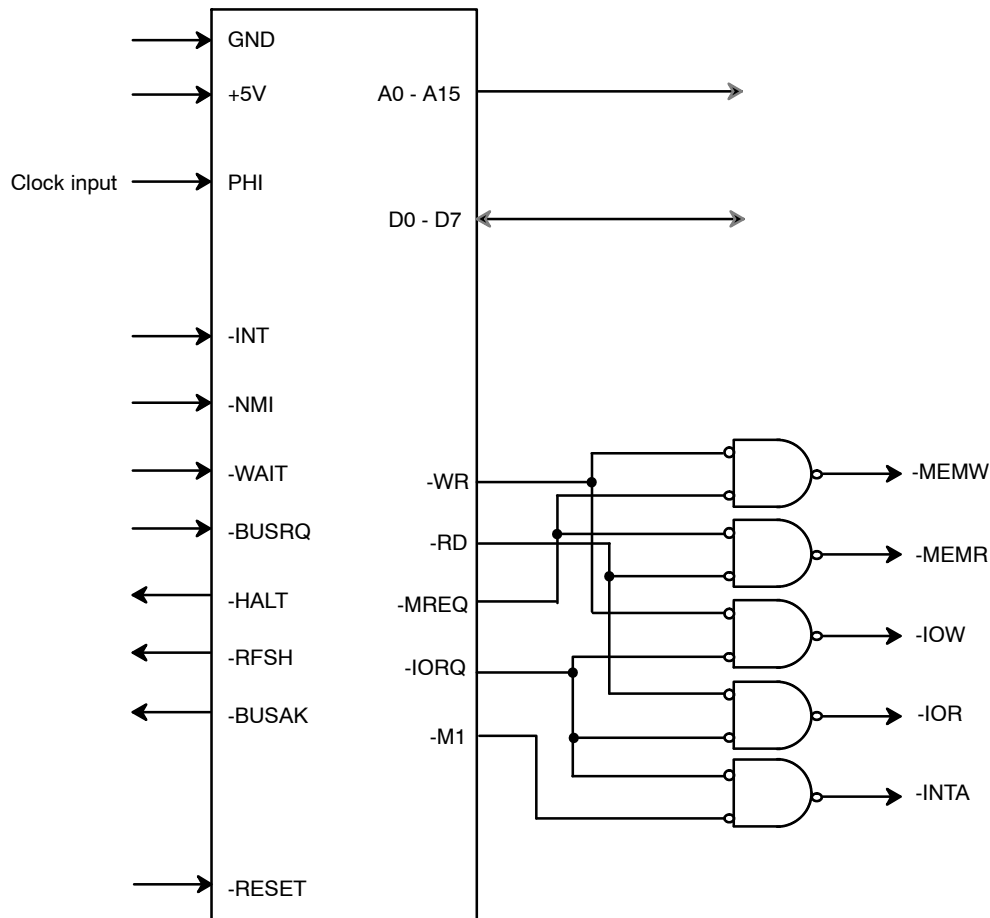 GND
+5V
A0 - A15
Clock input
PHI
D0 - D7
-INT
-NMI
-WAIT
-BUSRQ
-HALT
-RFSH
-BUSAK
-RESET
-WR
-RD
-MREQ
-IORQ
-M1
-MEMW
-MEMR
-IOW
-IOR
-INTA